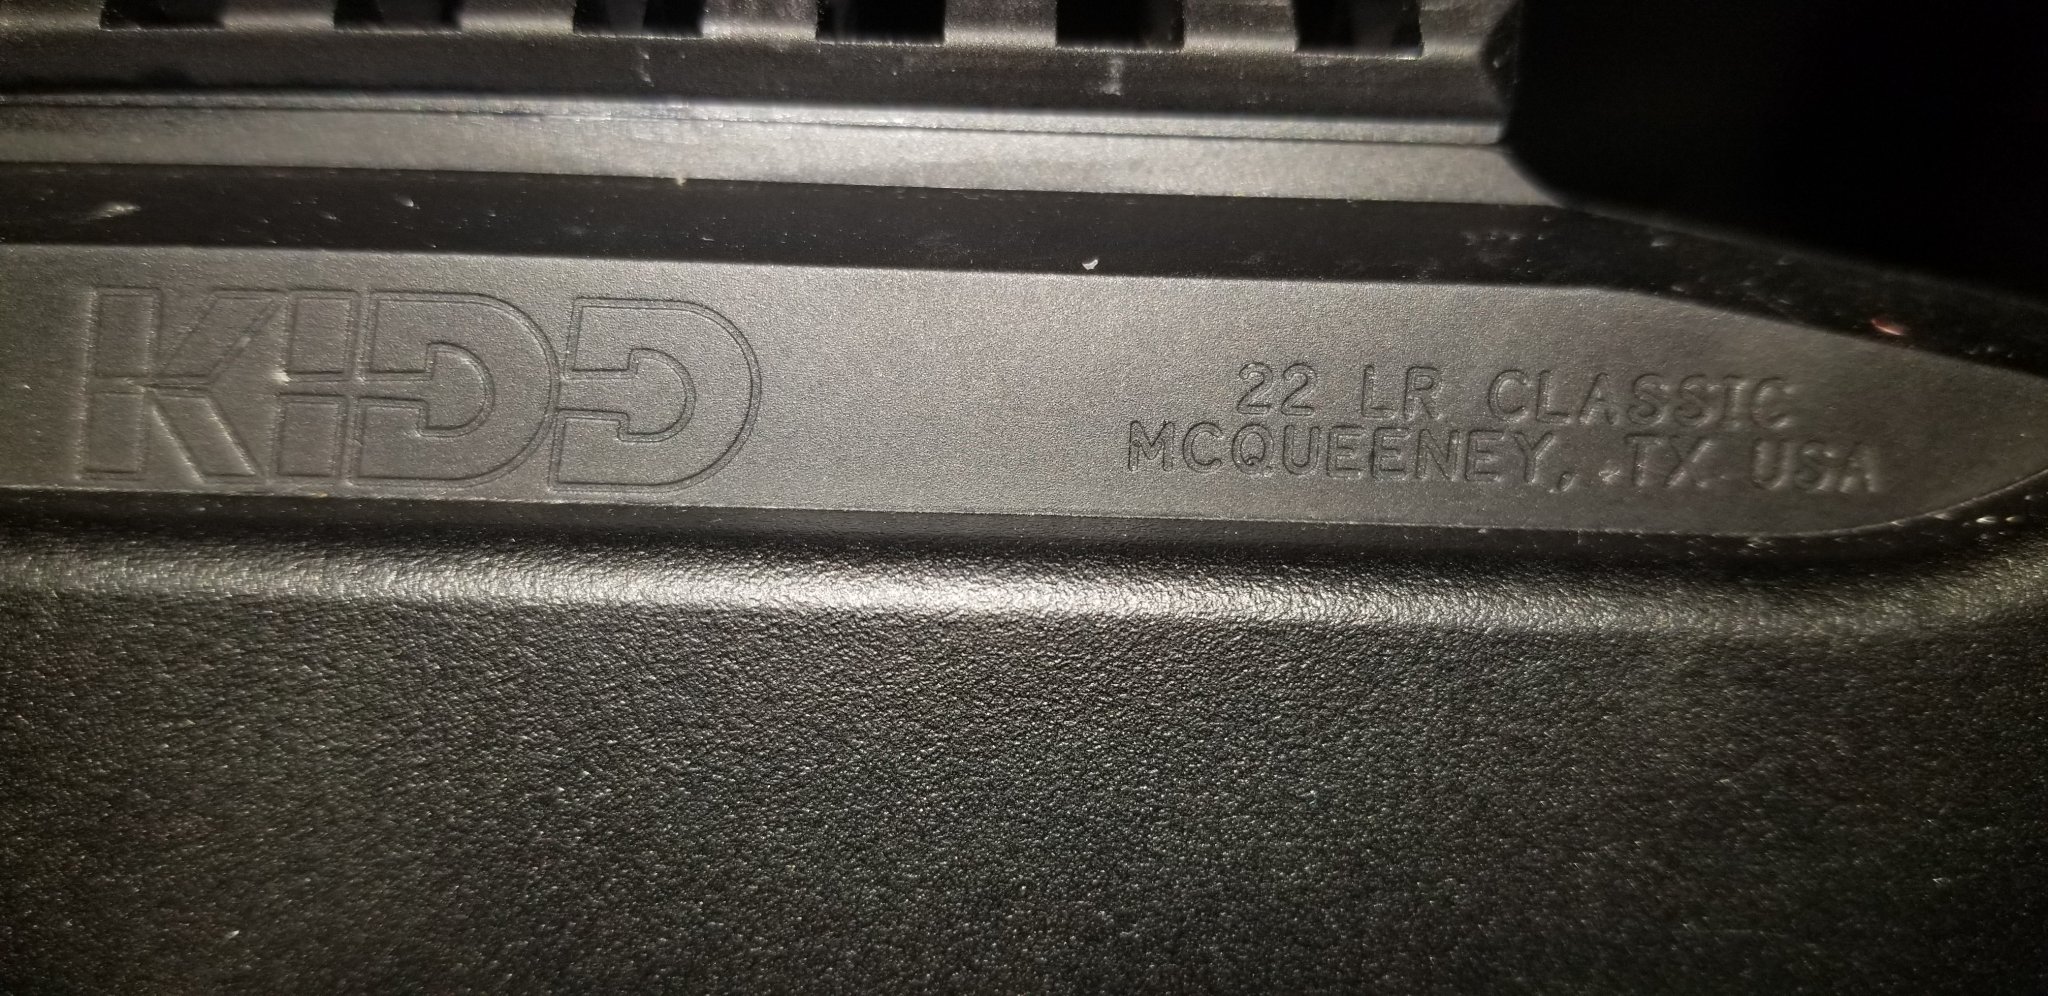 KIDD
22 LR CLASSIC
MCQUEENEY, TX USA